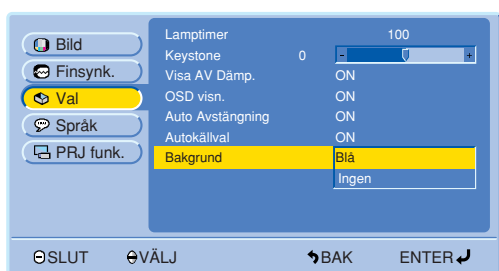 Bild
Finsynk.
Val
Språk
PRJ funk.
Lamptimer 100
Keystone 0 - +
Visa AV Dämp. ON
OSD visn. ON
Auto Avstängning ON
Autokällval ON
Bakgrund Blå
Ingen
SLUT VÄLJ BAK ENTER